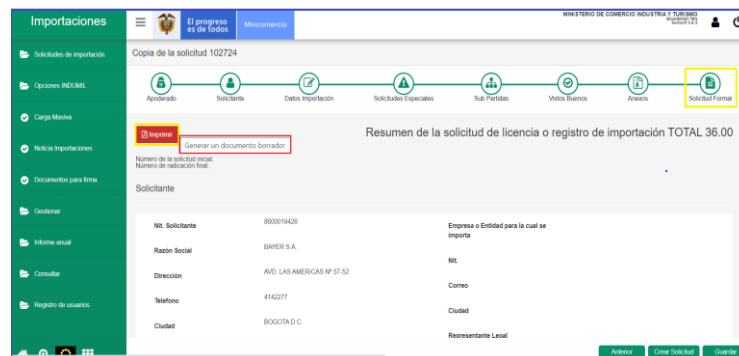 Importaciones
El progreso
es de todos
Mincomercio
MINISTERIO DE COMERCIO INDUSTRIA Y TURISMO
Solicitudes de importación
Opciones INDUMIL
Carga Masiva
Noticia Importaciones
Documentos para firma
Gestionar
Informe anual
Consultar
Registro de usuarios
Copia de la solicitud 102724
Apoderado
Solicitante
Datos Importación
Solicitudes Especiales
Sub Partidas
Vistos Buenos
Anexos
Solicitud Formal
Imprimir
Generar un documento borrador
Resumen de la solicitud de licencia o registro de importación TOTAL 36.00
Número de la solicitud inicial:
Número de radicación final:
Solicitante
Nit. Solicitante
8600019428
Razón Social
BAYER S.A.
Dirección
AVD. LAS AMERICAS Nº 57-52
Telefono
4142277
Ciudad
BOGOTA D.C.
Empresa o Entidad para la cual se
importa
Nit.
Correo
Ciudad
Representante Legal
Anterior
Crear Solicitud
Guardar